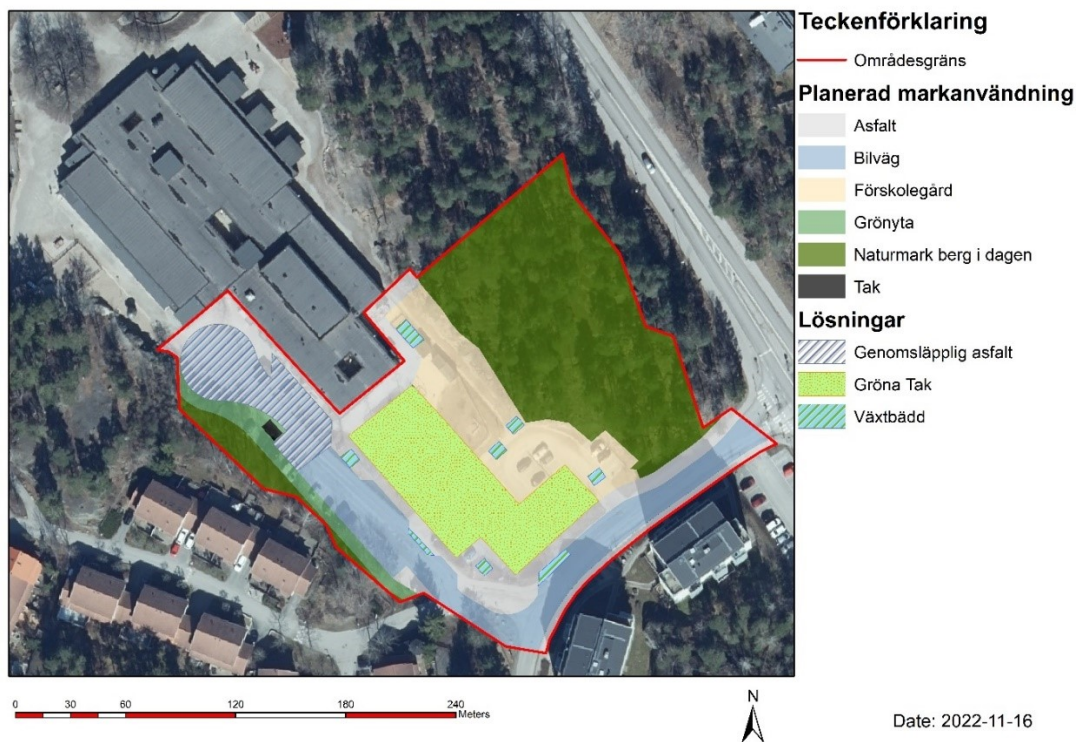 Teckenförklaring
Områdesgräns
Planerad markanvändning
Asfalt
Bilväg
Förskolegård
Grönyta
Naturmark berg i dagen
Tak
Lösningar
Genomsläpplig asfalt
Gröna Tak
Växtbädd
0 30 60 120 180 240
Meters
N
Date: 2022-11-16